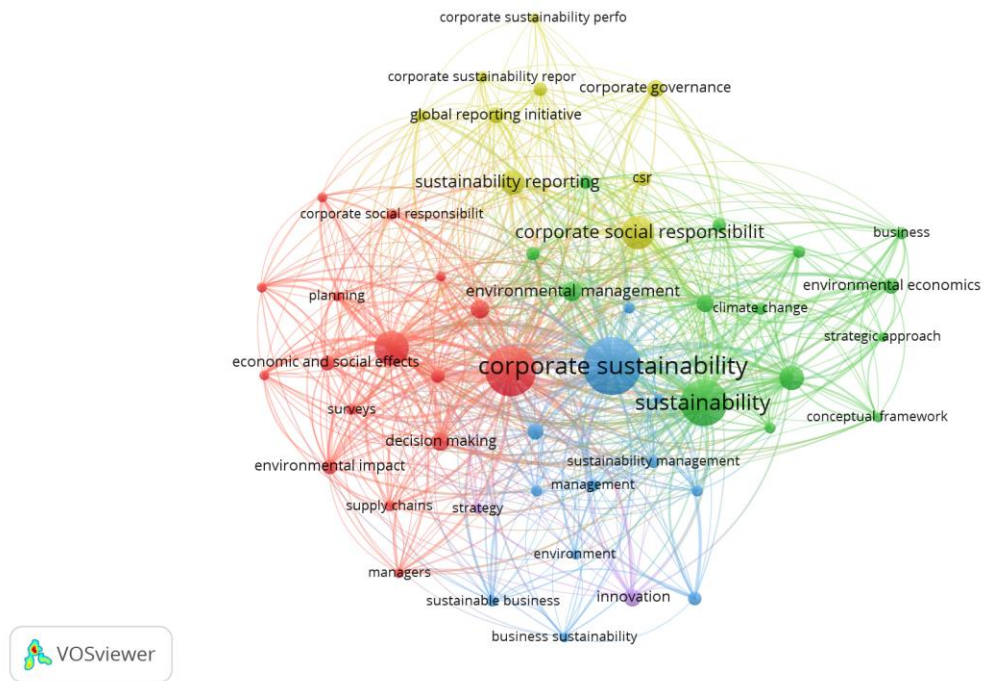 corporate sustainability perfo
corporate sustainability repor
corporate governance
global reporting initiative
sustainability reporting
csr
corporate social responsibilit
corporate social responsibilit
business
environmental management
environmental economics
planning
climate change
strategic approach
economic and social effects
corporate sustainability
sustainability
surveys
conceptual framework
decision making
environmental impact
sustainability management
management
supply chains
strategy
environment
managers
sustainable business
innovation
business sustainability
VOSviewer